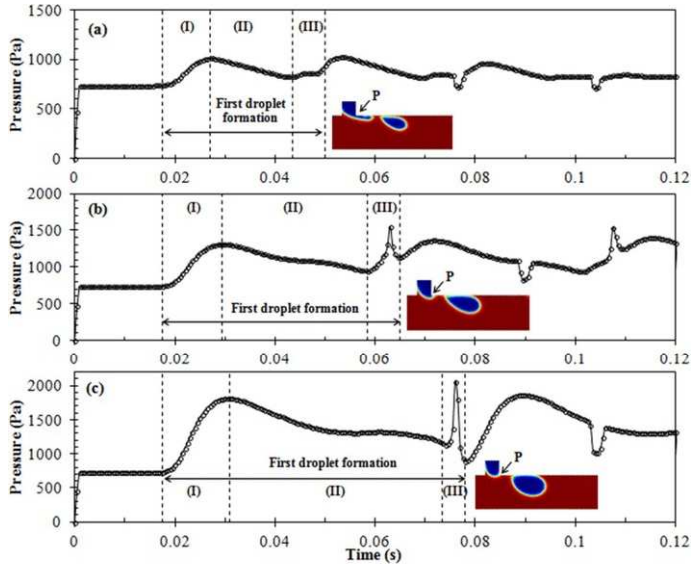 1500
1000
500
0
Pressure (Pa)
(a)
(I)
(II)
(III)
First droplet
formation
P
0
0.02
0.04
0.06
0.08
0.1
0.12
2000
1500
1000
500
0
Pressure (Pa)
(b)
(I)
(II)
(III)
First droplet formation
P
0
0.02
0.04
0.06
0.08
0.1
0.12
2000
1500
1000
500
0
Pressure (Pa)
(c)
First droplet formation
(I)
(II)
(III)
P
0
0.02
0.04
0.06
0.08
0.1
0.12
Time (s)